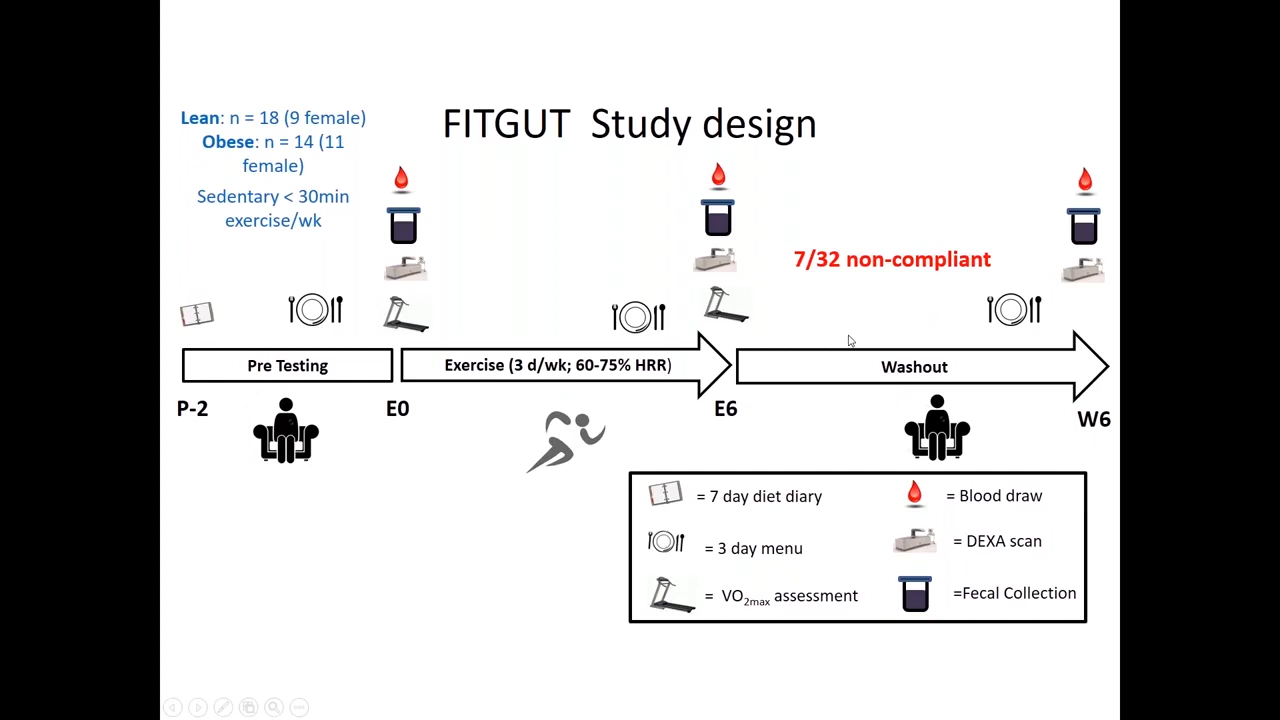 Lean: n = 18 (9 female)
Obese: n = 14 (11
female)
Sedentary < 30min
exercise/wk
FITGUT Study design
7/32 non-compliant
Pre Testing
Exercise (3 d/wk; 60-75% HRR)
Washout
P-2
E0
E6
W6
= 7 day diet diary
= Blood draw
= 3 day menu
= DEXA scan
= VO2max assessment
=Fecal Collection